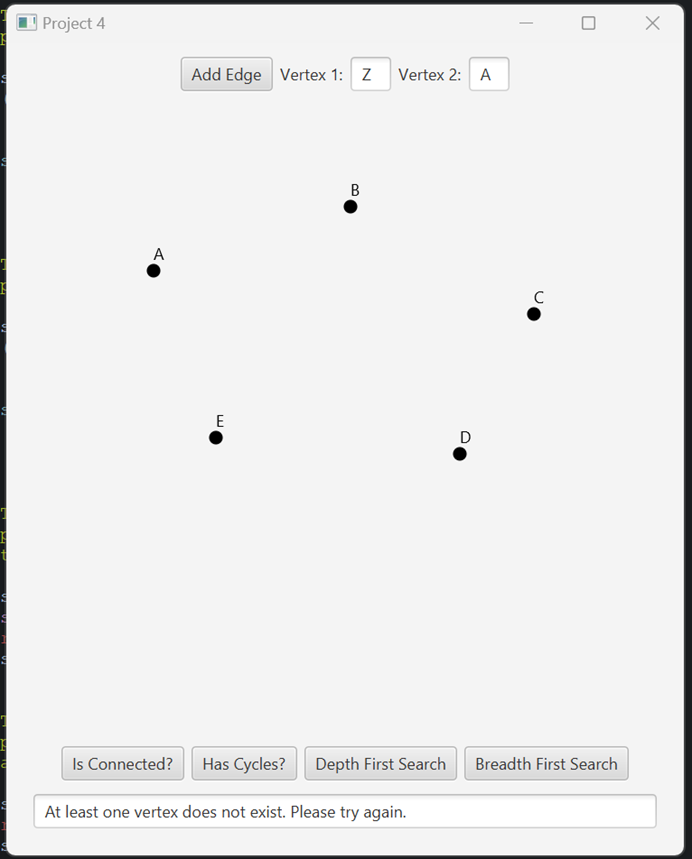 Project 4
Add Edge Vertex 1: Z Vertex 2: A
B
A
C
E
D
Is Connected? Has Cycles? Depth First Search Breadth First Search
At least one vertex does not exist. Please try again.